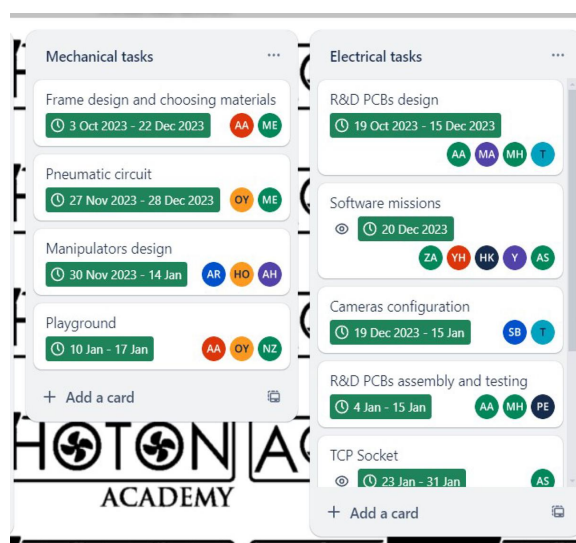 Mechanical tasks
Frame design and choosing materials
3 Oct 2023 - 22 Dec 2023
AA ME
Pneumatic circuit
27 Nov 2023 - 28 Dec 2023
OY ME
Manipulators design
30 Nov 2023 - 14 Jan
AR HO AH
Playground
10 Jan - 17 Jan
AA OY NZ
+ Add a card
Electrical tasks
R&D PCBs design
19 Oct 2023 - 15 Dec 2023
AA MA MH T
Software missions
20 Dec 2023
ZA YH HK Y AS
Cameras configuration
19 Dec 2023 - 15 Jan
SB T
R&D PCBs assembly and testing
4 Jan - 15 Jan
AA MH PE
TCP Socket
23 Jan - 31 Jan
AS
+ Add a card
HOTON
ACADEMY